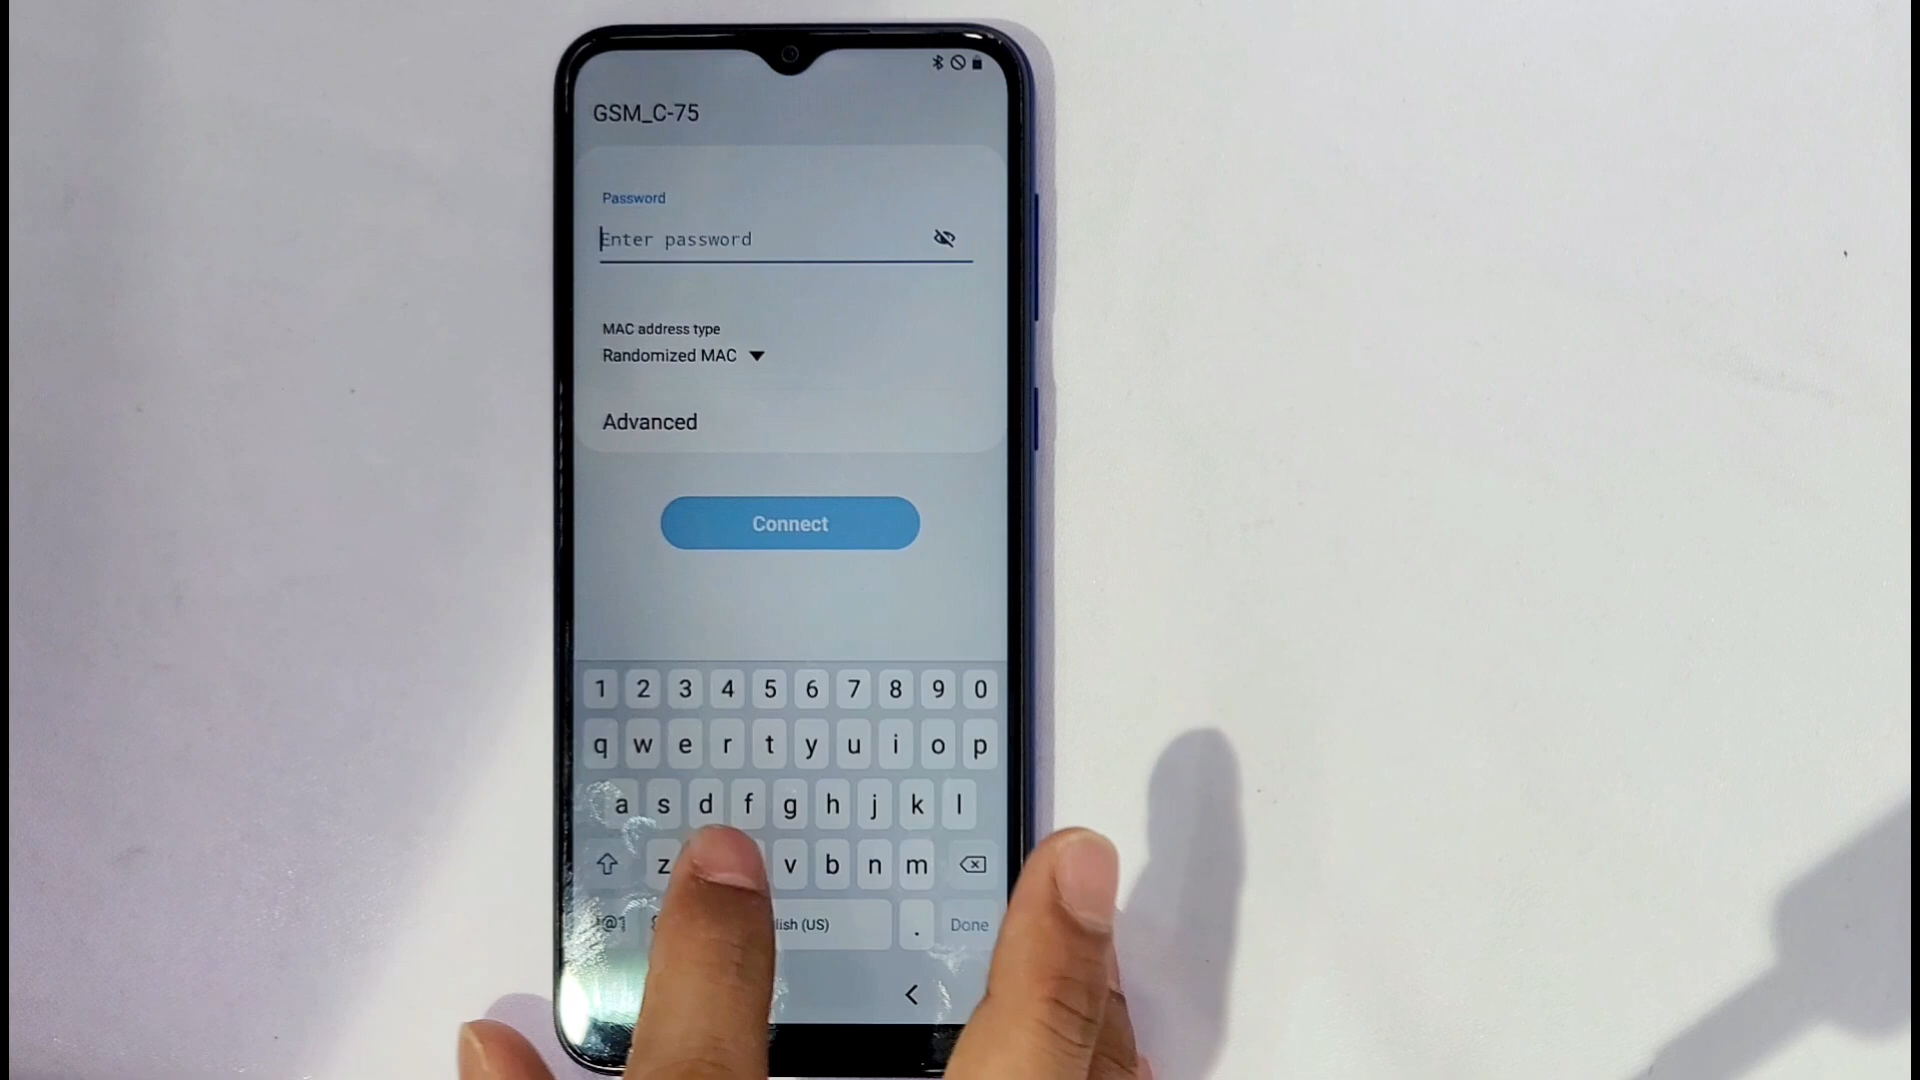 GSM_C-75
Password
Enter password
MAC address type
Randomized MAC
Advanced
Connect
1 2 3 4 5 6 7 8 9 0
q w e r t y u i o p
a s d f g h j k l
z v b n m
lish (US) . Done